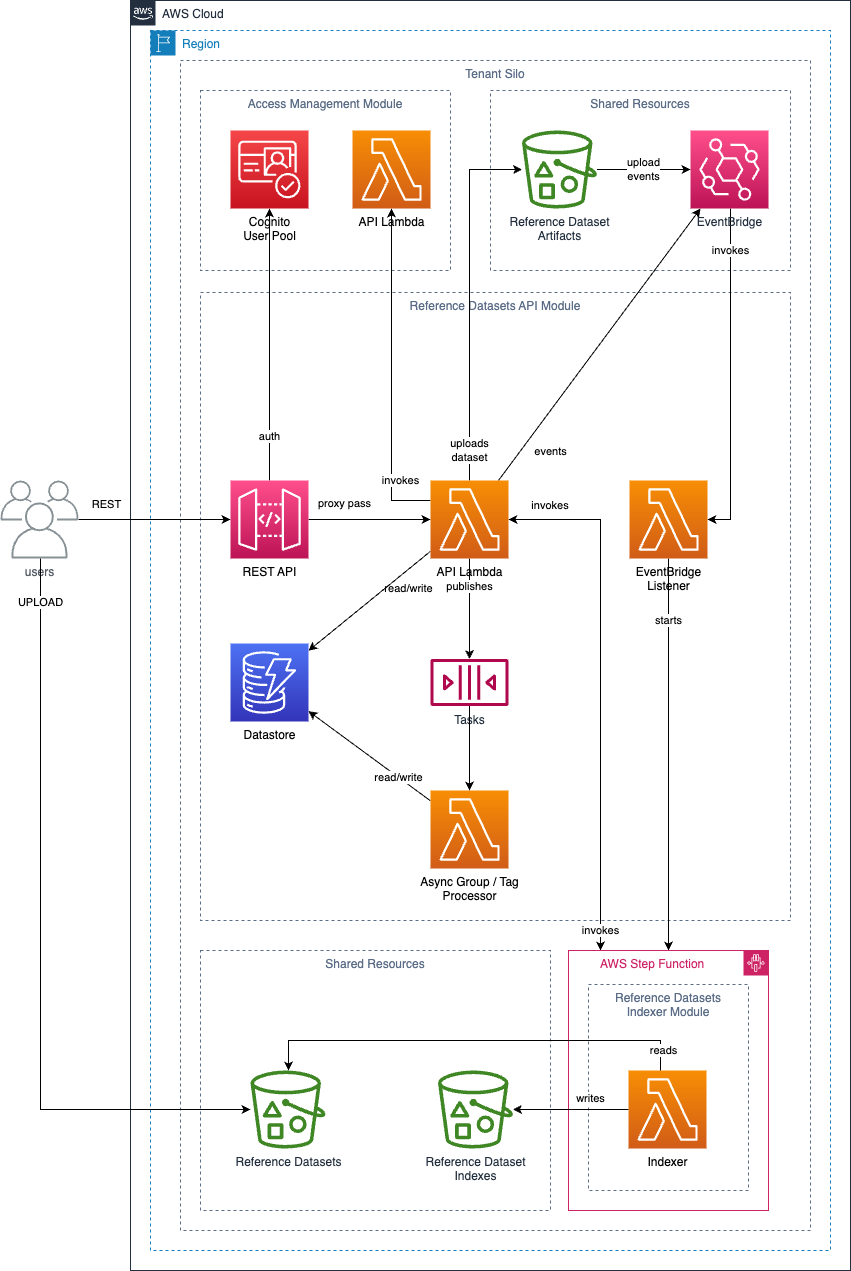 aws
AWS Cloud
Region
Tenant Silo
Access Management Module
Shared Resources
upload
events
Cognito
User Pool
API Lambda
Reference Dataset
Artifacts
EventBridge
invokes
Reference Datasets API Module
auth
uploads
dataset
events
invokes
REST
proxy pass
invokes
users
REST API
API Lambda
EventBridge
Listener
publishes
read/write
UPLOAD
starts
Tasks
Datastore
read/write
Async Group / Tag
Processor
invokes
Shared Resources
AWS Step Function
Reference Datasets
Indexer Module
reads
writes
Reference Datasets
Reference Dataset
Indexes
Indexer